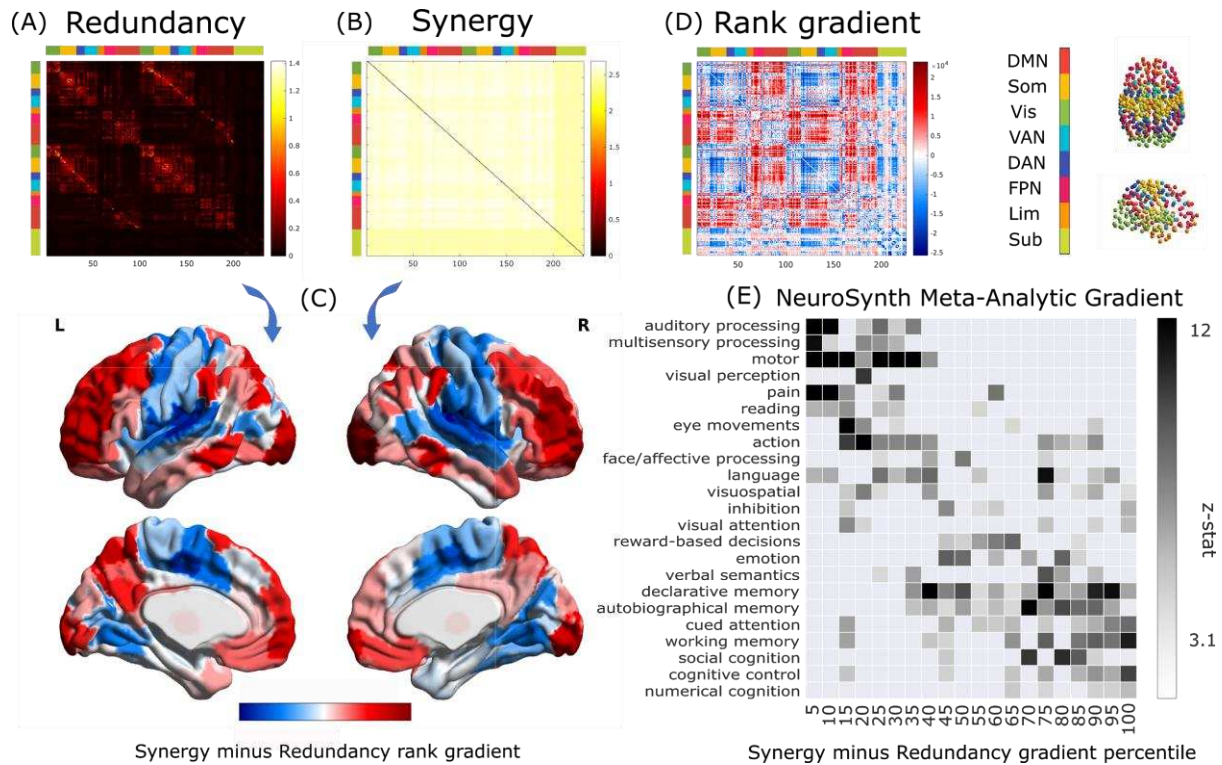 (A) Redundancy
(B) Synergy
(D) Rank gradient
1.4
1.2
1
0.8
0.6
0.4
0.2
0
50 100 150 200
2.5
2
1.5
1
0.5
0
50 100 150 200
×10⁴
2
1.5
1
0.5
0
-0.5
-1
-1.5
-2
-2.5
50 100 150 200
DMN
Som
Vis
VAN
DAN
FPN
Lim
Sub
(C)
L
R
Synergy minus Redundancy rank gradient
(E) NeuroSynth Meta-Analytic Gradient
auditory processing
multisensory processing
motor
visual perception
pain
reading
eye movements
action
face/affective processing
language
visuospatial
inhibition
visual attention
reward-based decisions
emotion
verbal semantics
declarative memory
autobiographical memory
cued attention
working memory
social cognition
cognitive control
numerical cognition
5 10 15 20 25 30 35 40 45 50 55 60 65 70 75 80 85 90 95 100
Synergy minus Redundancy gradient percentile
12
z-stat
3.1